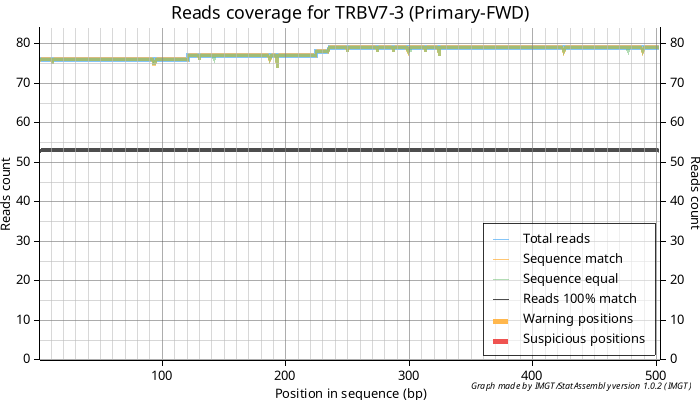 Reads coverage for TRBV7-3 (Primary-FWD)
80
70
60
50
40
30
20
10
0
80
70
60
50
40
30
20
10
0
Reads count
Reads count
Total reads
Sequence match
Sequence equal
Reads 100% match
Warning positions
Suspicious positions
100
200
300
400
500
Position in sequence (bp)
Graph made by IMGT/StatAssembly version 1.0.2 (IMGT)